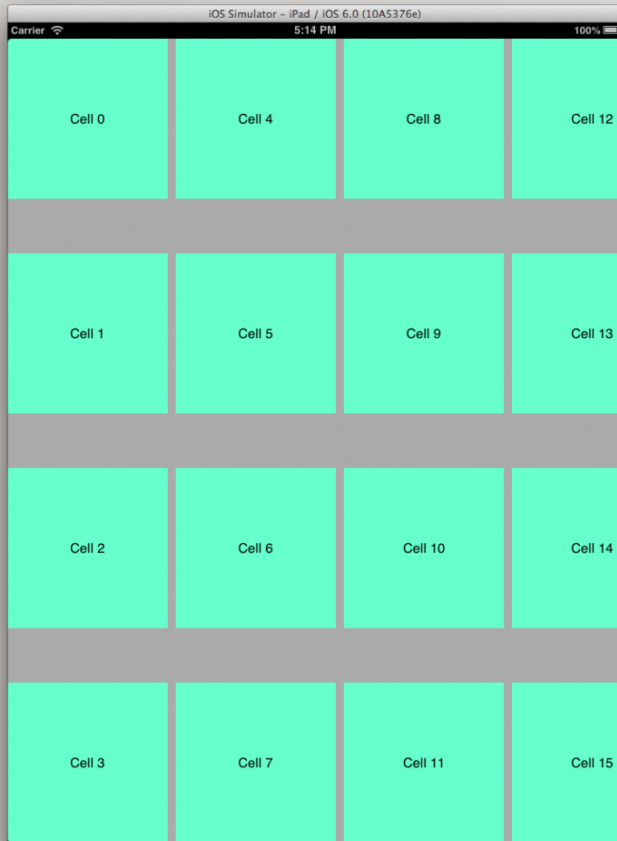 iOS Simulator – iPad / iOS 6.0 (10A5376e)
Carrier 5:14 PM 100%
Cell 0 Cell 4 Cell 8 Cell 12
Cell 1 Cell 5 Cell 9 Cell 13
Cell 2 Cell 6 Cell 10 Cell 14
Cell 3 Cell 7 Cell 11 Cell 15